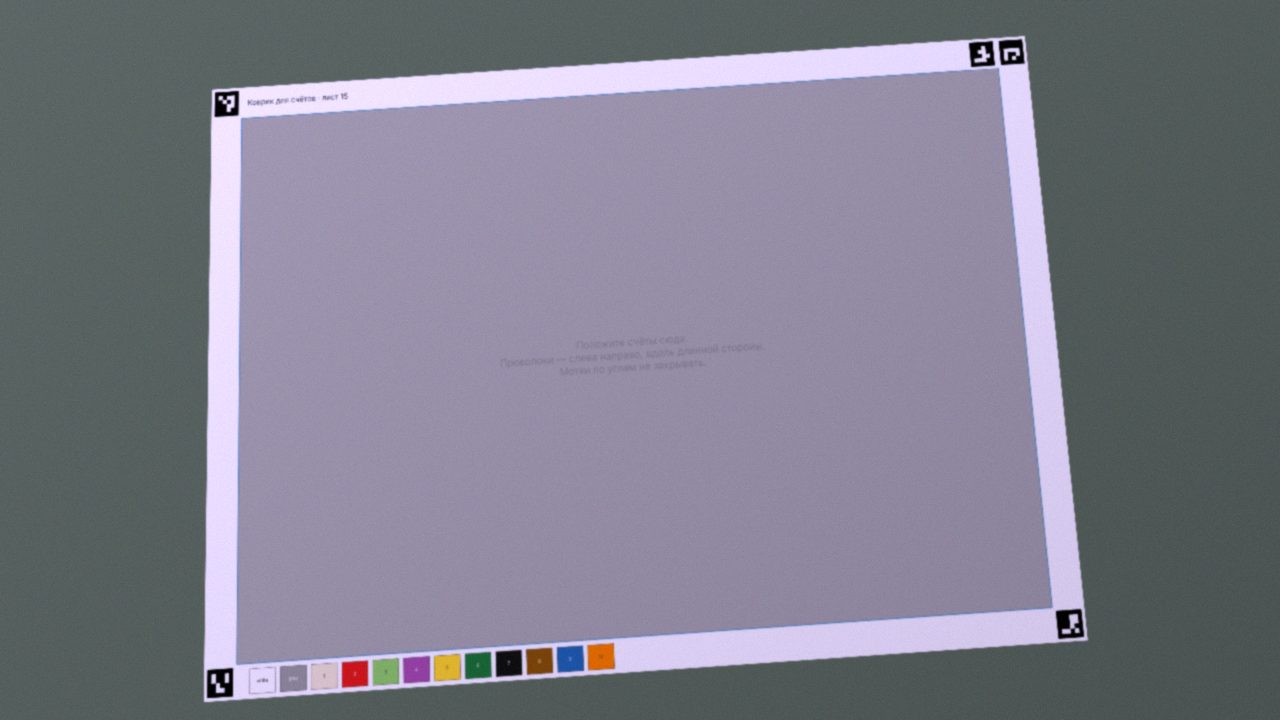 Коврик для счётов · лист 15
Положите счёты сюда
Проволоки — слева направо, вдоль длинной стороны.
Метки по углам не закрывать.